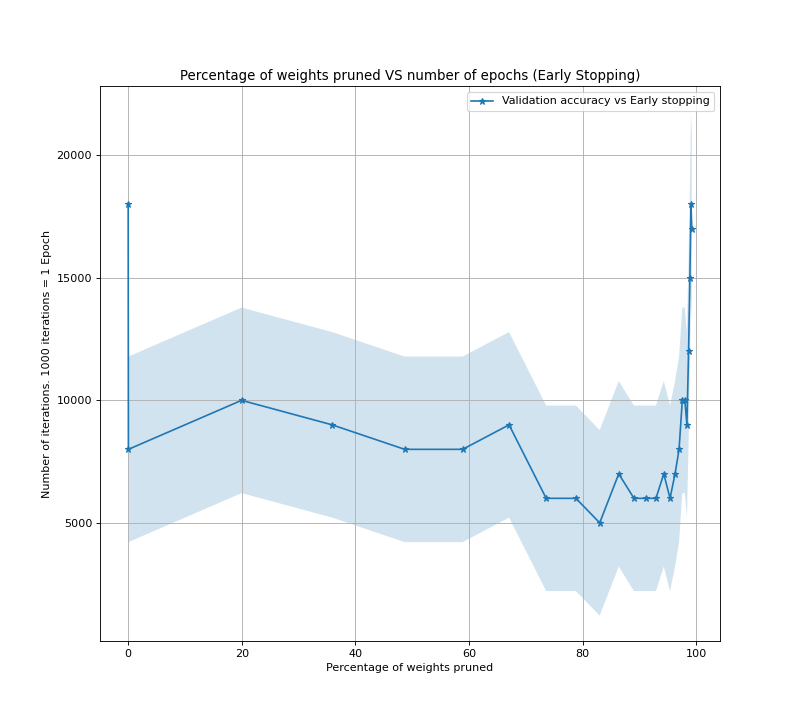 Percentage of weights pruned VS number of epochs (Early Stopping)
Validation accuracy vs Early stopping
Number of iterations. 1000 iterations = 1 Epoch
20000
15000
10000
5000
0 20 40 60 80 100
Percentage of weights pruned